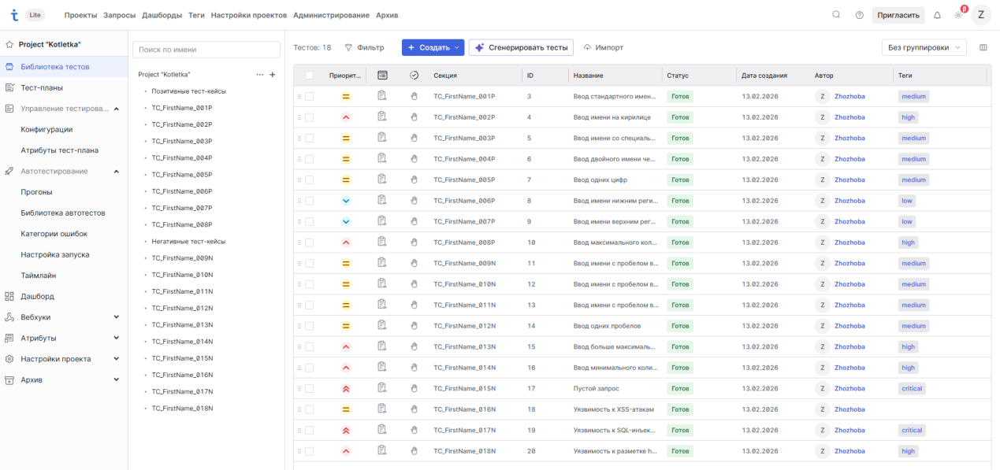 Lite Проекты Запросы Дашборды Теги Настройки проектов Администрирование Архив Пригласить β Z
Project "Kotletka"
Библиотека тестов
Тест-планы
Управление тестирова...
Конфигурации
Атрибуты тест-плана
Автотестирование
Прогоны
Библиотека автотестов
Категории ошибок
Настройка запуска
Таймлайн
Дашборд
Вебхуки
Атрибуты
Настройки проекта
Архив
Поиск по имени
Project "Kotletka"
Позитивные тест-кейсы
TC_FirstName_001P
TC_FirstName_002P
TC_FirstName_003P
TC_FirstName_004P
TC_FirstName_005P
TC_FirstName_006P
TC_FirstName_007P
TC_FirstName_008P
Негативные тест-кейсы
TC_FirstName_009N
TC_FirstName_010N
TC_FirstName_011N
TC_FirstName_012N
TC_FirstName_013N
TC_FirstName_014N
TC_FirstName_015N
TC_FirstName_016N
TC_FirstName_017N
TC_FirstName_018N
Тестов: 18 Фильтр + Создать Сгенерировать тесты Импорт Без группировки
Приорит... Секция ID Название Статус Дата создания Автор Теги
TC_FirstName_001P 3 Ввод стандартного имен... Готов 13.02.2026 Z Zhozhoba medium
TC_FirstName_002P 4 Ввод имени на кирилице Готов 13.02.2026 Z Zhozhoba high
TC_FirstName_003P 5 Ввод имени со специаль... Готов 13.02.2026 Z Zhozhoba medium
TC_FirstName_004P 6 Ввод двойного имени че... Готов 13.02.2026 Z Zhozhoba medium
TC_FirstName_005P 7 Ввод одних цифр Готов 13.02.2026 Z Zhozhoba medium
TC_FirstName_006P 8 Ввод имени нижним реги... Готов 13.02.2026 Z Zhozhoba low
TC_FirstName_007P 9 Ввод имени верхним рег... Готов 13.02.2026 Z Zhozhoba low
TC_FirstName_008P 10 Ввод максимального кол... Готов 13.02.2026 Z Zhozhoba high
TC_FirstName_009N 11 Ввод имени с пробелом в... Готов 13.02.2026 Z Zhozhoba medium
TC_FirstName_010N 12 Ввод имени с пробелом в... Готов 13.02.2026 Z Zhozhoba medium
TC_FirstName_011N 13 Ввод имени с пробелом в... Готов 13.02.2026 Z Zhozhoba medium
TC_FirstName_012N 14 Ввод одних пробелов Готов 13.02.2026 Z Zhozhoba medium
TC_FirstName_013N 15 Ввод больше максималь... Готов 13.02.2026 Z Zhozhoba high
TC_FirstName_014N 16 Ввод минимального коли... Готов 13.02.2026 Z Zhozhoba high
TC_FirstName_015N 17 Пустой запрос Готов 13.02.2026 Z Zhozhoba critical
TC_FirstName_016N 18 Уязвимость к XSS-атакам Готов 13.02.2026 Z Zhozhoba
TC_FirstName_017N 19 Уязвимость к SQL-инъек... Готов 13.02.2026 Z Zhozhoba critical
TC_FirstName_018N 20 Уязвимость к разметке h... Готов 13.02.2026 Z Zhozhoba high